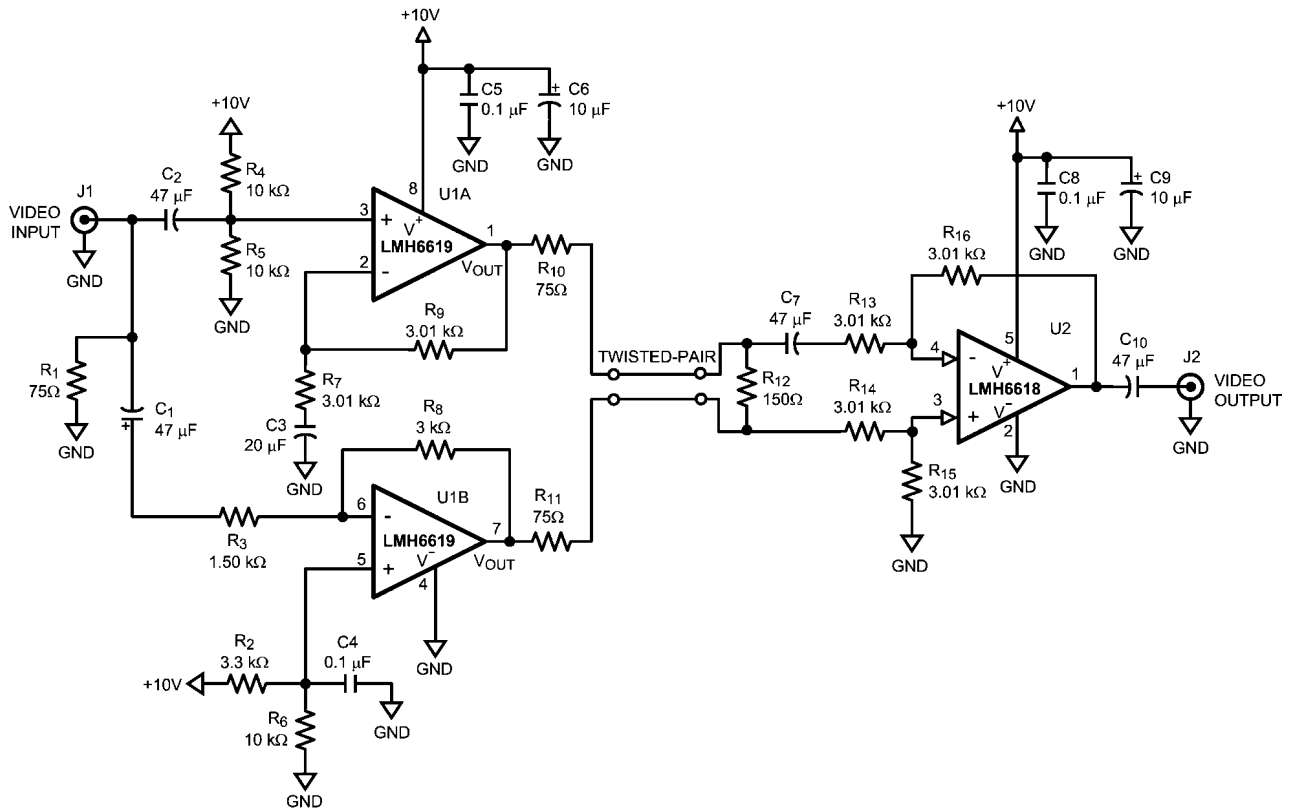 +10V
C5
0.1 µF
C6
10 µF
GND
GND
+10V
R4
10 kΩ
C2
47 µF
J1
VIDEO
INPUT
GND
R5
10 kΩ
GND
8
U1A
3
+
V+
1
LMH6619
2
-
VOUT
R10
75Ω
R9
3.01 kΩ
R7
3.01 kΩ
C3
20 µF
GND
R1
75Ω
GND
C1
47 µF
+
R8
3 kΩ
R3
1.50 kΩ
U1B
6
-
7
LMH6619
5
+
V-
4
VOUT
GND
R11
75Ω
R2
3.3 kΩ
C4
0.1 µF
+10V
GND
R6
10 kΩ
GND
TWISTED-PAIR
R12
150Ω
C7
47 µF
R13
3.01 kΩ
R14
3.01 kΩ
R15
3.01 kΩ
GND
R16
3.01 kΩ
+10V
C8
0.1 µF
C9
10 µF
+
GND
GND
5
U2
4
-
V+
1
LMH6618
3
+
V-
2
GND
C10
47 µF
J2
VIDEO
OUTPUT
GND